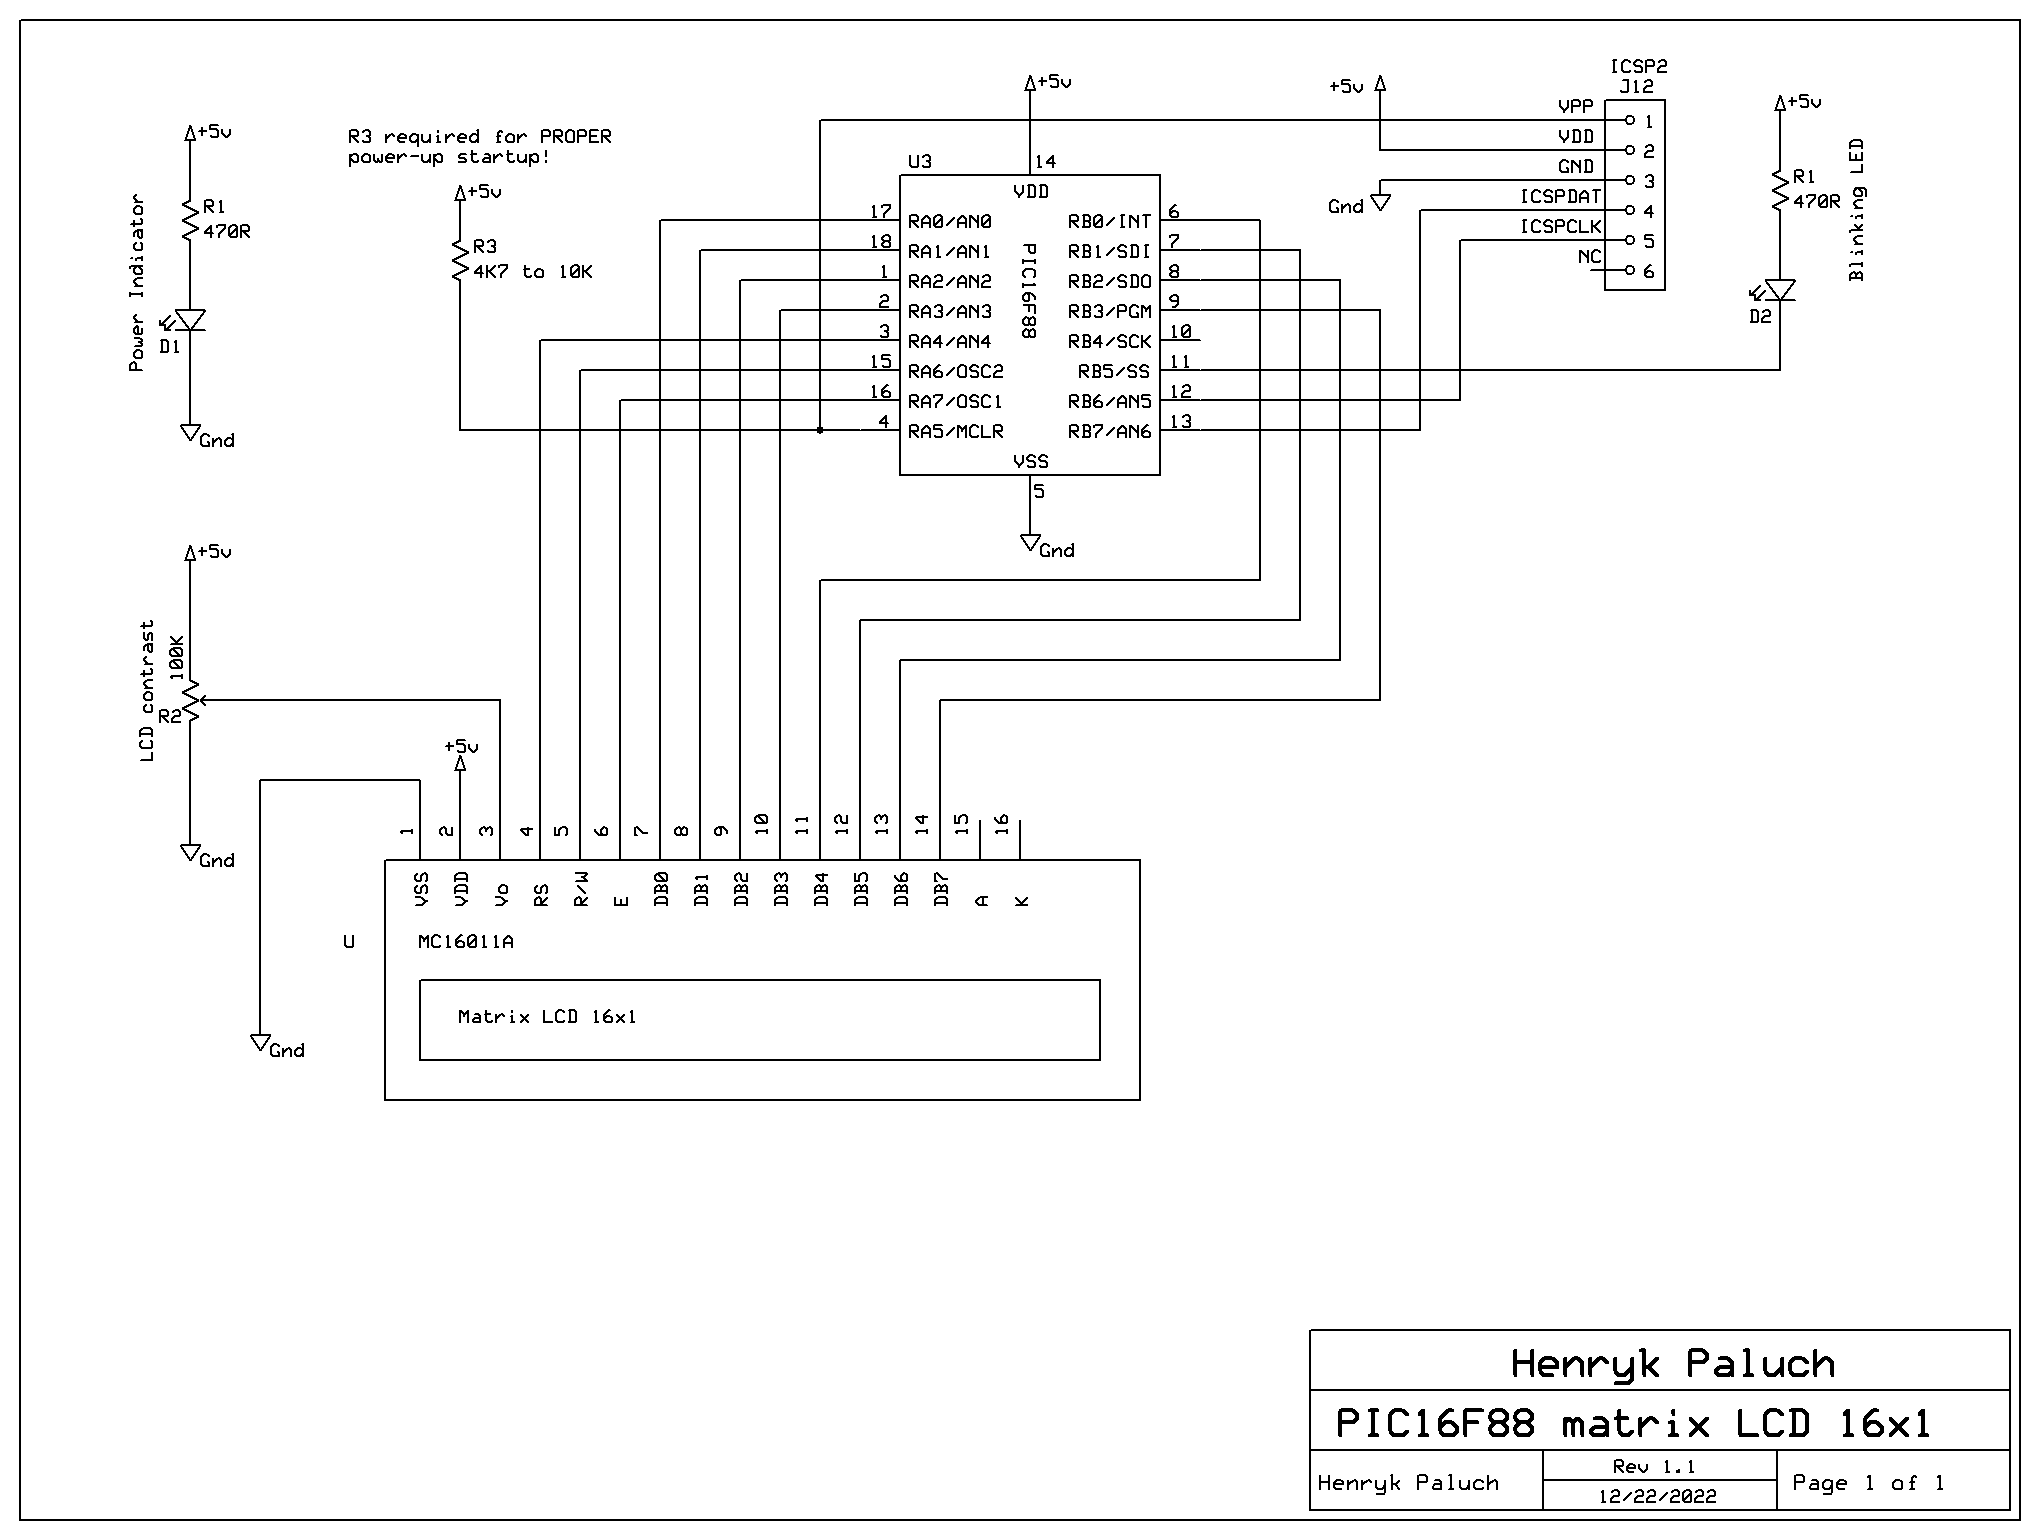 ICSP2
J12
+5v
+5v
VPP
1
VDD
2
GND
3
Gnd
ICSPDAT
4
ICSPCLK
5
NC
6
+5v
R1
470R
D2
Blinking LED
+5v
R1
470R
D1
Gnd
Power Indicator
R3 required for PROPER
power-up startup!
+5v
R3
4K7 to 10K
U3
14
VDD
PIC16F88
17 RA0/AN0
18 RA1/AN1
1 RA2/AN2
2 RA3/AN3
3 RA4/AN4
15 RA6/OSC2
16 RA7/OSC1
4 RA5/MCLR
RB0/INT 6
RB1/SDI 7
RB2/SDO 8
RB3/PGM 9
RB4/SCK 10
RB5/SS 11
RB6/AN5 12
RB7/AN6 13
VSS
5
Gnd
+5v
LCD contrast
100K
R2
Gnd
+5v
Gnd
1 2 3 4 5 6 7 8 9 10 11 12 13 14 15 16
VSS VDD Vo RS R/W E DB0 DB1 DB2 DB3 DB4 DB5 DB6 DB7 A K
U
MC16011A
Matrix LCD 16x1
Henryk Paluch
PIC16F88 matrix LCD 16x1
Henryk Paluch
Rev 1.1
12/22/2022
Page 1 of 1